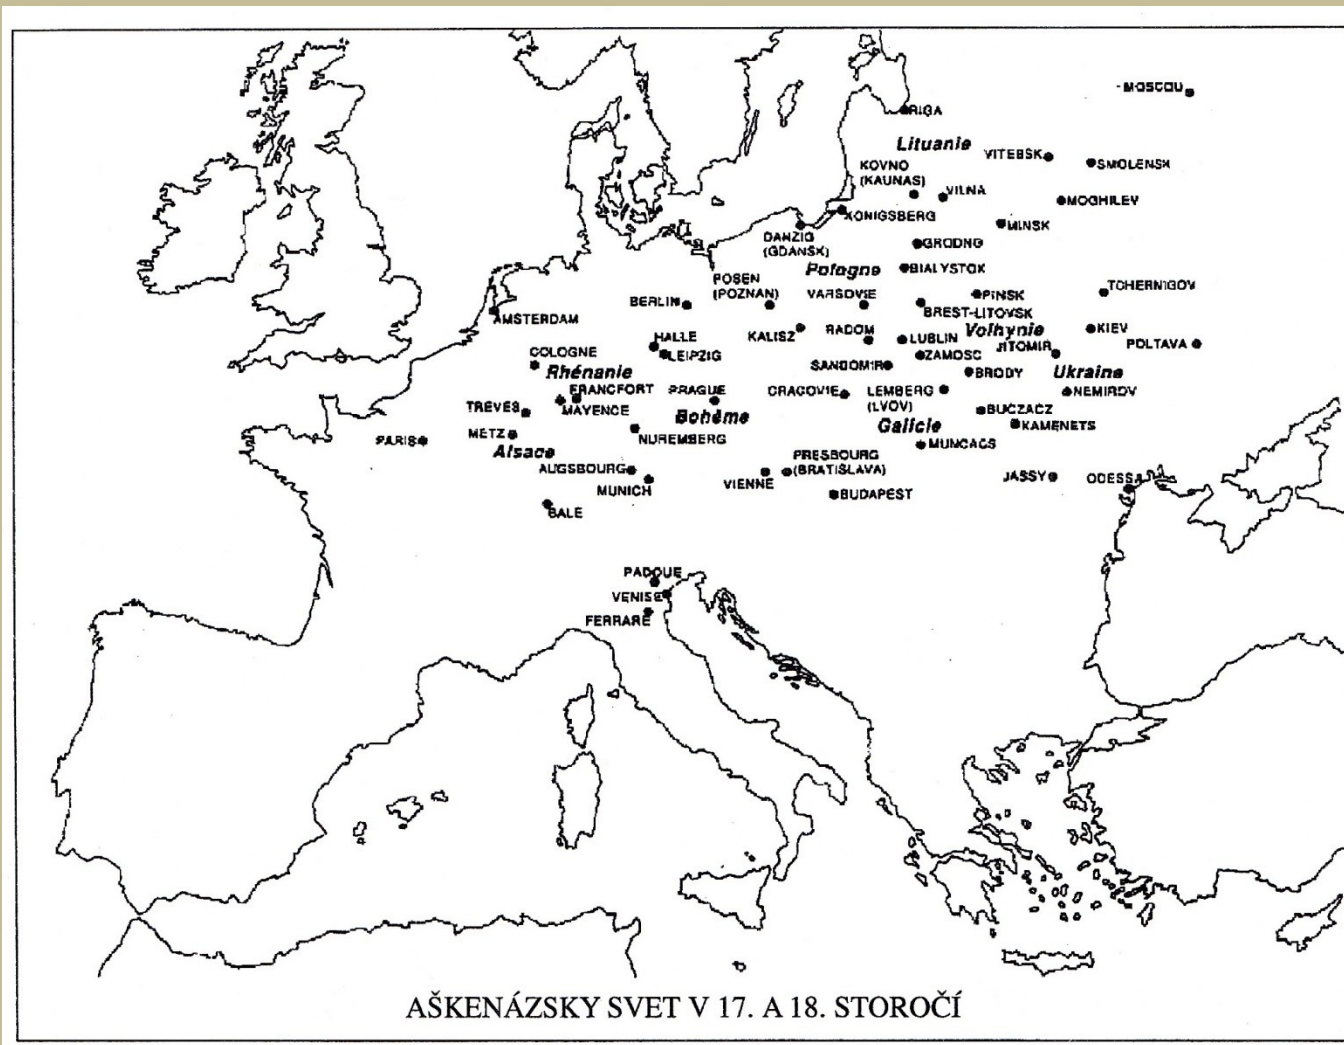 MOSCOU
RIGA
Lituanie
VITEBSK
SMOLENSK
KOVNO
(KAUNAS)
VILNA
MOGHILEV
KONIGSBERG
MINSK
DANZIG
(GDANSK)
GRODNO
Pologne
BIALYSTOK
POSEN
(POZNAN)
VARSOVIE
PINSK
TCHERNIGOV
BERLIN
BREST-LITOVSK
AMSTERDAM
Volhynie
KIEV
HALLE
KALISZ
RADOM
LUBLIN
JITOMIR
POLTAVA
COLOGNE
LEIPZIG
ZAMOSC
Rhénanie
SANDOMIR
BRODY
Ukraine
FRANCFORT
PRAGUE
CRACOVIE
LEMBERG
(LVOV)
NEMIROV
TREVES
MAYENCE
Bohême
BUCZACZ
Galicie
KAMENETS
PARIS
METZ
NUREMBERG
MUNCACS
Alsace
AUGSBOURG
PRESBOURG
(BRATISLAVA)
MUNICH
VIENNE
JASSY
ODESSA
BUDAPEST
BALE
PADOUE
VENISE
FERRARE
AŠKENÁZSKY SVET V 17. A 18. STOROČÍ